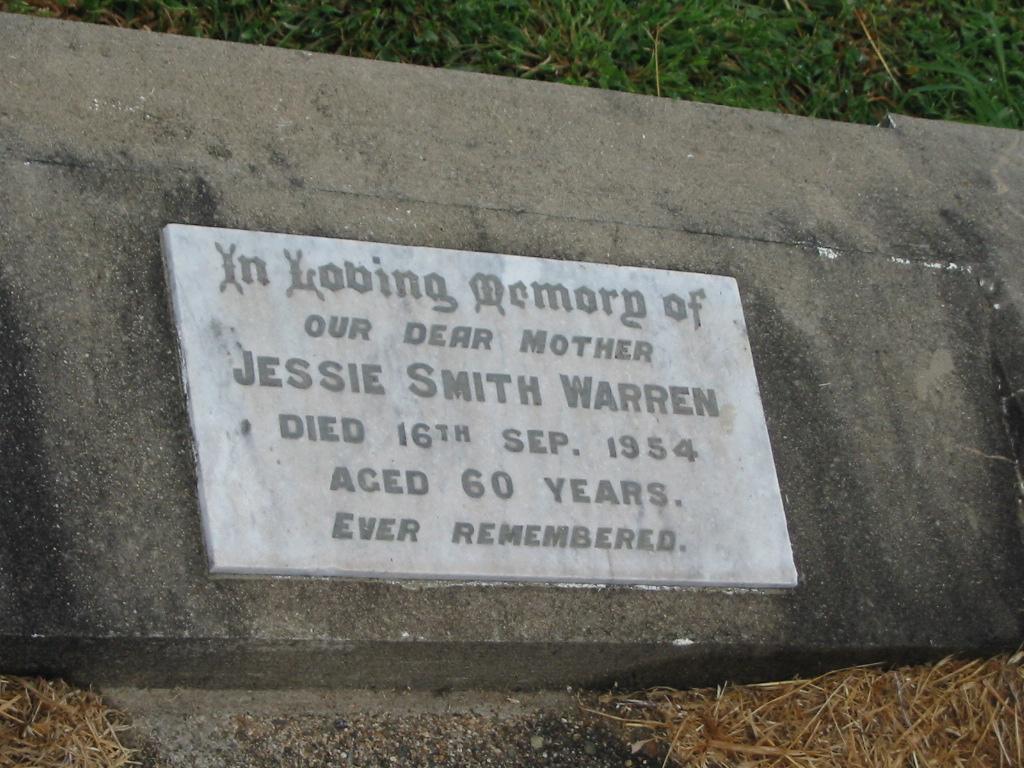 In Loving Memory of
OUR DEAR MOTHER
JESSIE SMITH WARREN
DIED 16TH SEP. 1954
AGED 60 YEARS.
EVER REMEMBERED.